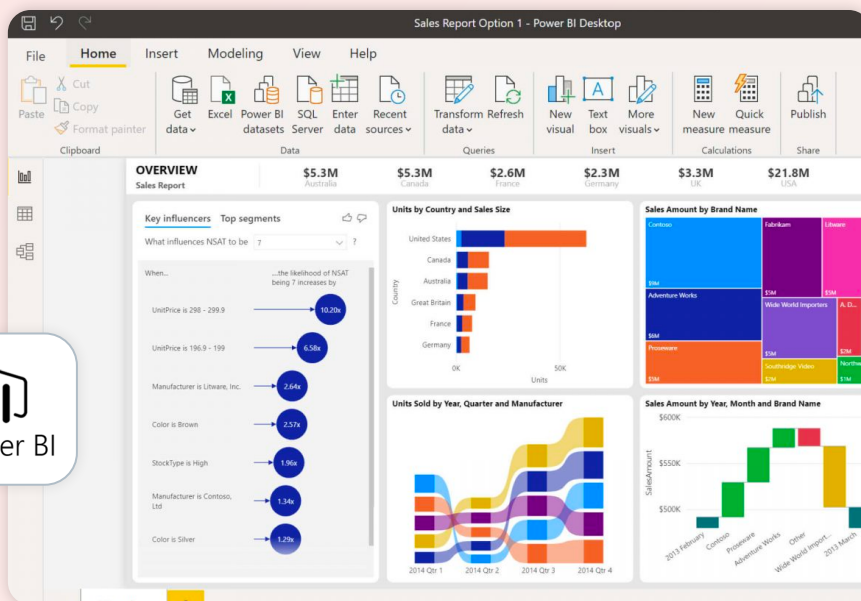 Sales Report Option 1 - Power BI Desktop
File Home Insert Modeling View Help
Paste
Cut
Copy
Format painter
Clipboard
Get data
Excel
Power BI datasets
SQL Server
Enter data
Recent sources
Data
Transform data
Refresh
Queries
New visual
Text box
More visuals
Insert
New measure
Quick measure
Calculations
Publish
Share
OVERVIEW
Sales Report
$5.3M
Australia
$5.3M
Canada
$2.6M
France
$2.3M
Germany
$3.3M
UK
$21.8M
USA
Key influencers Top segments
What influences NSAT to be 7 ?
When...
...the likelihood of NSAT
being 7 increases by
UnitPrice is 298 - 299.9
10.20x
UnitPrice is 196.9 - 199
6.58x
Manufacturer is Litware, Inc.
2.64x
Color is Brown
2.57x
StockType is High
1.96x
Manufacturer is Contoso,
Ltd
1.34x
Color is Silver
1.29x
Units by Country and Sales Size
Country
United States
Canada
Australia
Great Britain
France
Germany
0K 50K
Units
Sales Amount by Brand Name
Contoso
$9M
Adventure Works
$6M
Proseware
$5M
Fabrikam
$5M
Litware
$5M
Wide World Importers
$5M
A. D...
$2M
Southridge Video
$2M
Northw
$1M
Units Sold by Year, Quarter and Manufacturer
2014 Qtr 1 2014 Qtr 2 2014 Qtr 3 2014 Qtr 4
Sales Amount by Year, Month and Brand Name
SalesAmount
$600K
$550K
$500K
2013 February
Contoso
Proseware
Adventure Works
Other
Wide World Import...
2013 March
er BI